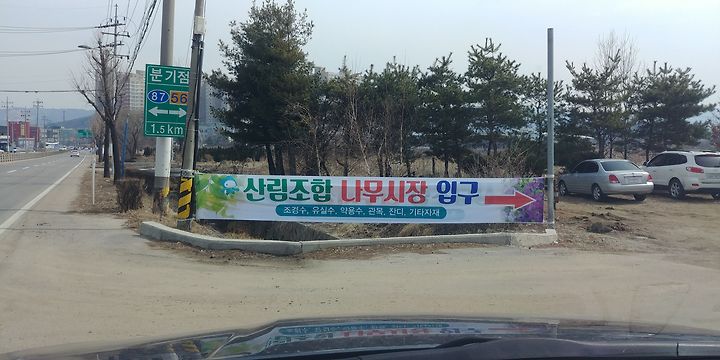 분기점
87 56
1.5 km
산림조합 나무시장 입구
조경수, 유실수, 약용수, 관목, 잔디, 기타자재